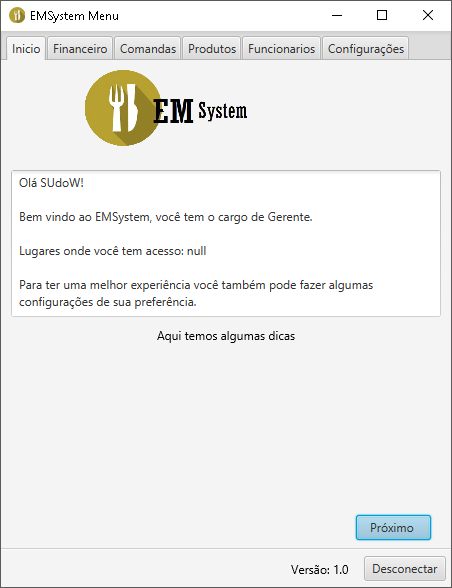 EMSystem Menu
Inicio Financeiro Comandas Produtos Funcionarios Configurações
EM System
Olá SUdoW!
Bem vindo ao EMSystem, você tem o cargo de Gerente.
Lugares onde você tem acesso: null
Para ter uma melhor experiência você também pode fazer algumas
configurações de sua preferência.
Aqui temos algumas dicas
Próximo
Versão: 1.0 Desconectar